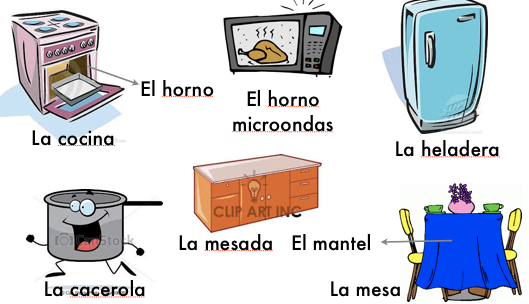 El horno
La cocina
El horno
microondas
La heladera
CLIP ART INC
La mesada
El mantel
La cacerola
La mesa